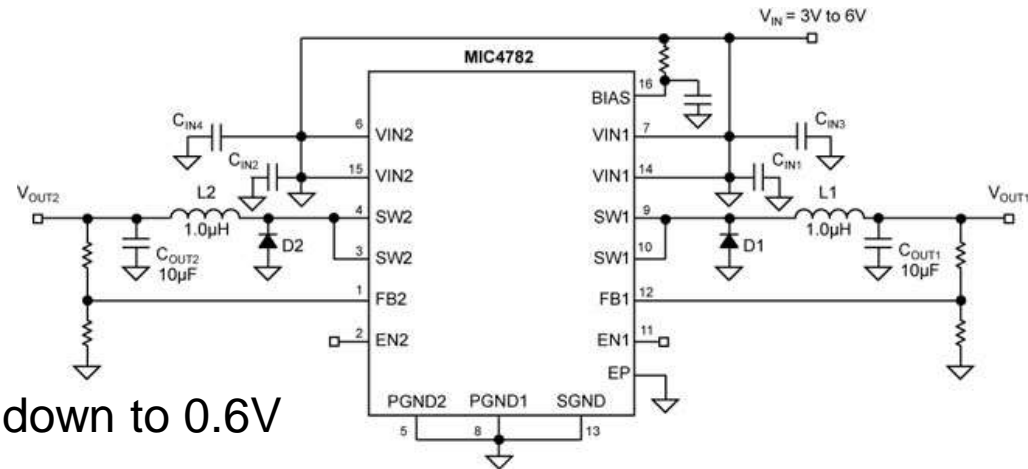 V_IN = 3V to 6V
MIC4782
16
BIAS
C_IN4
6
VIN2
VIN1
7
C_IN3
C_IN2
15
VIN2
VIN1
14
C_IN1
V_OUT2
L2
4
SW2
SW1
9
L1
V_OUT1
1.0µH
1.0µH
D2
3
SW2
SW1
10
D1
C_OUT2
10µF
C_OUT1
10µF
1
FB2
FB1
12
2
EN2
EN1
11
EP
PGND2 PGND1 SGND
5 8 13
down to 0.6V